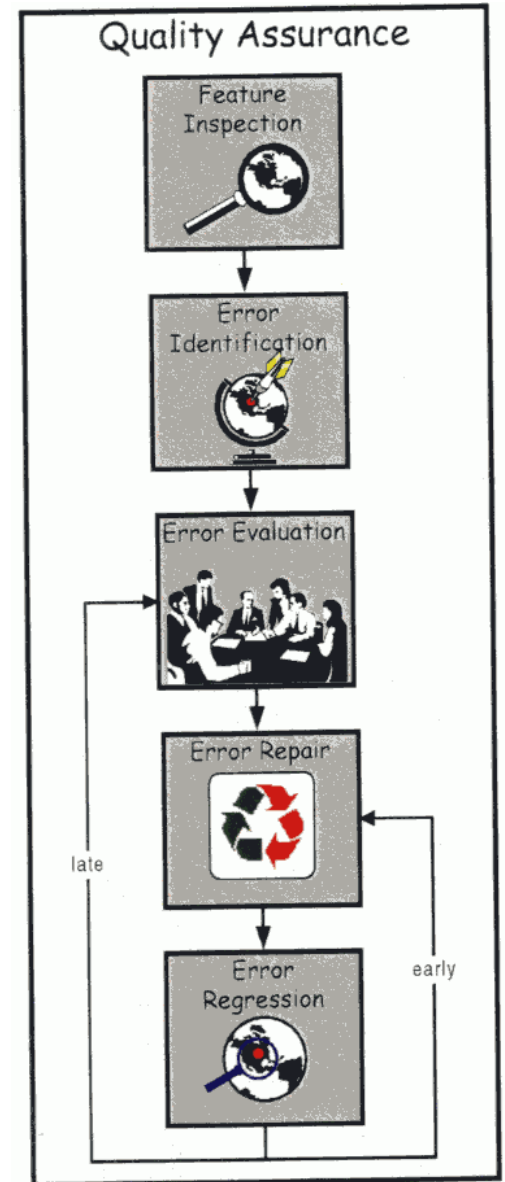 Quality Assurance
Feature
Inspection
Error
Identification
Error Evaluation
Error Repair
late
early
Error
Regression